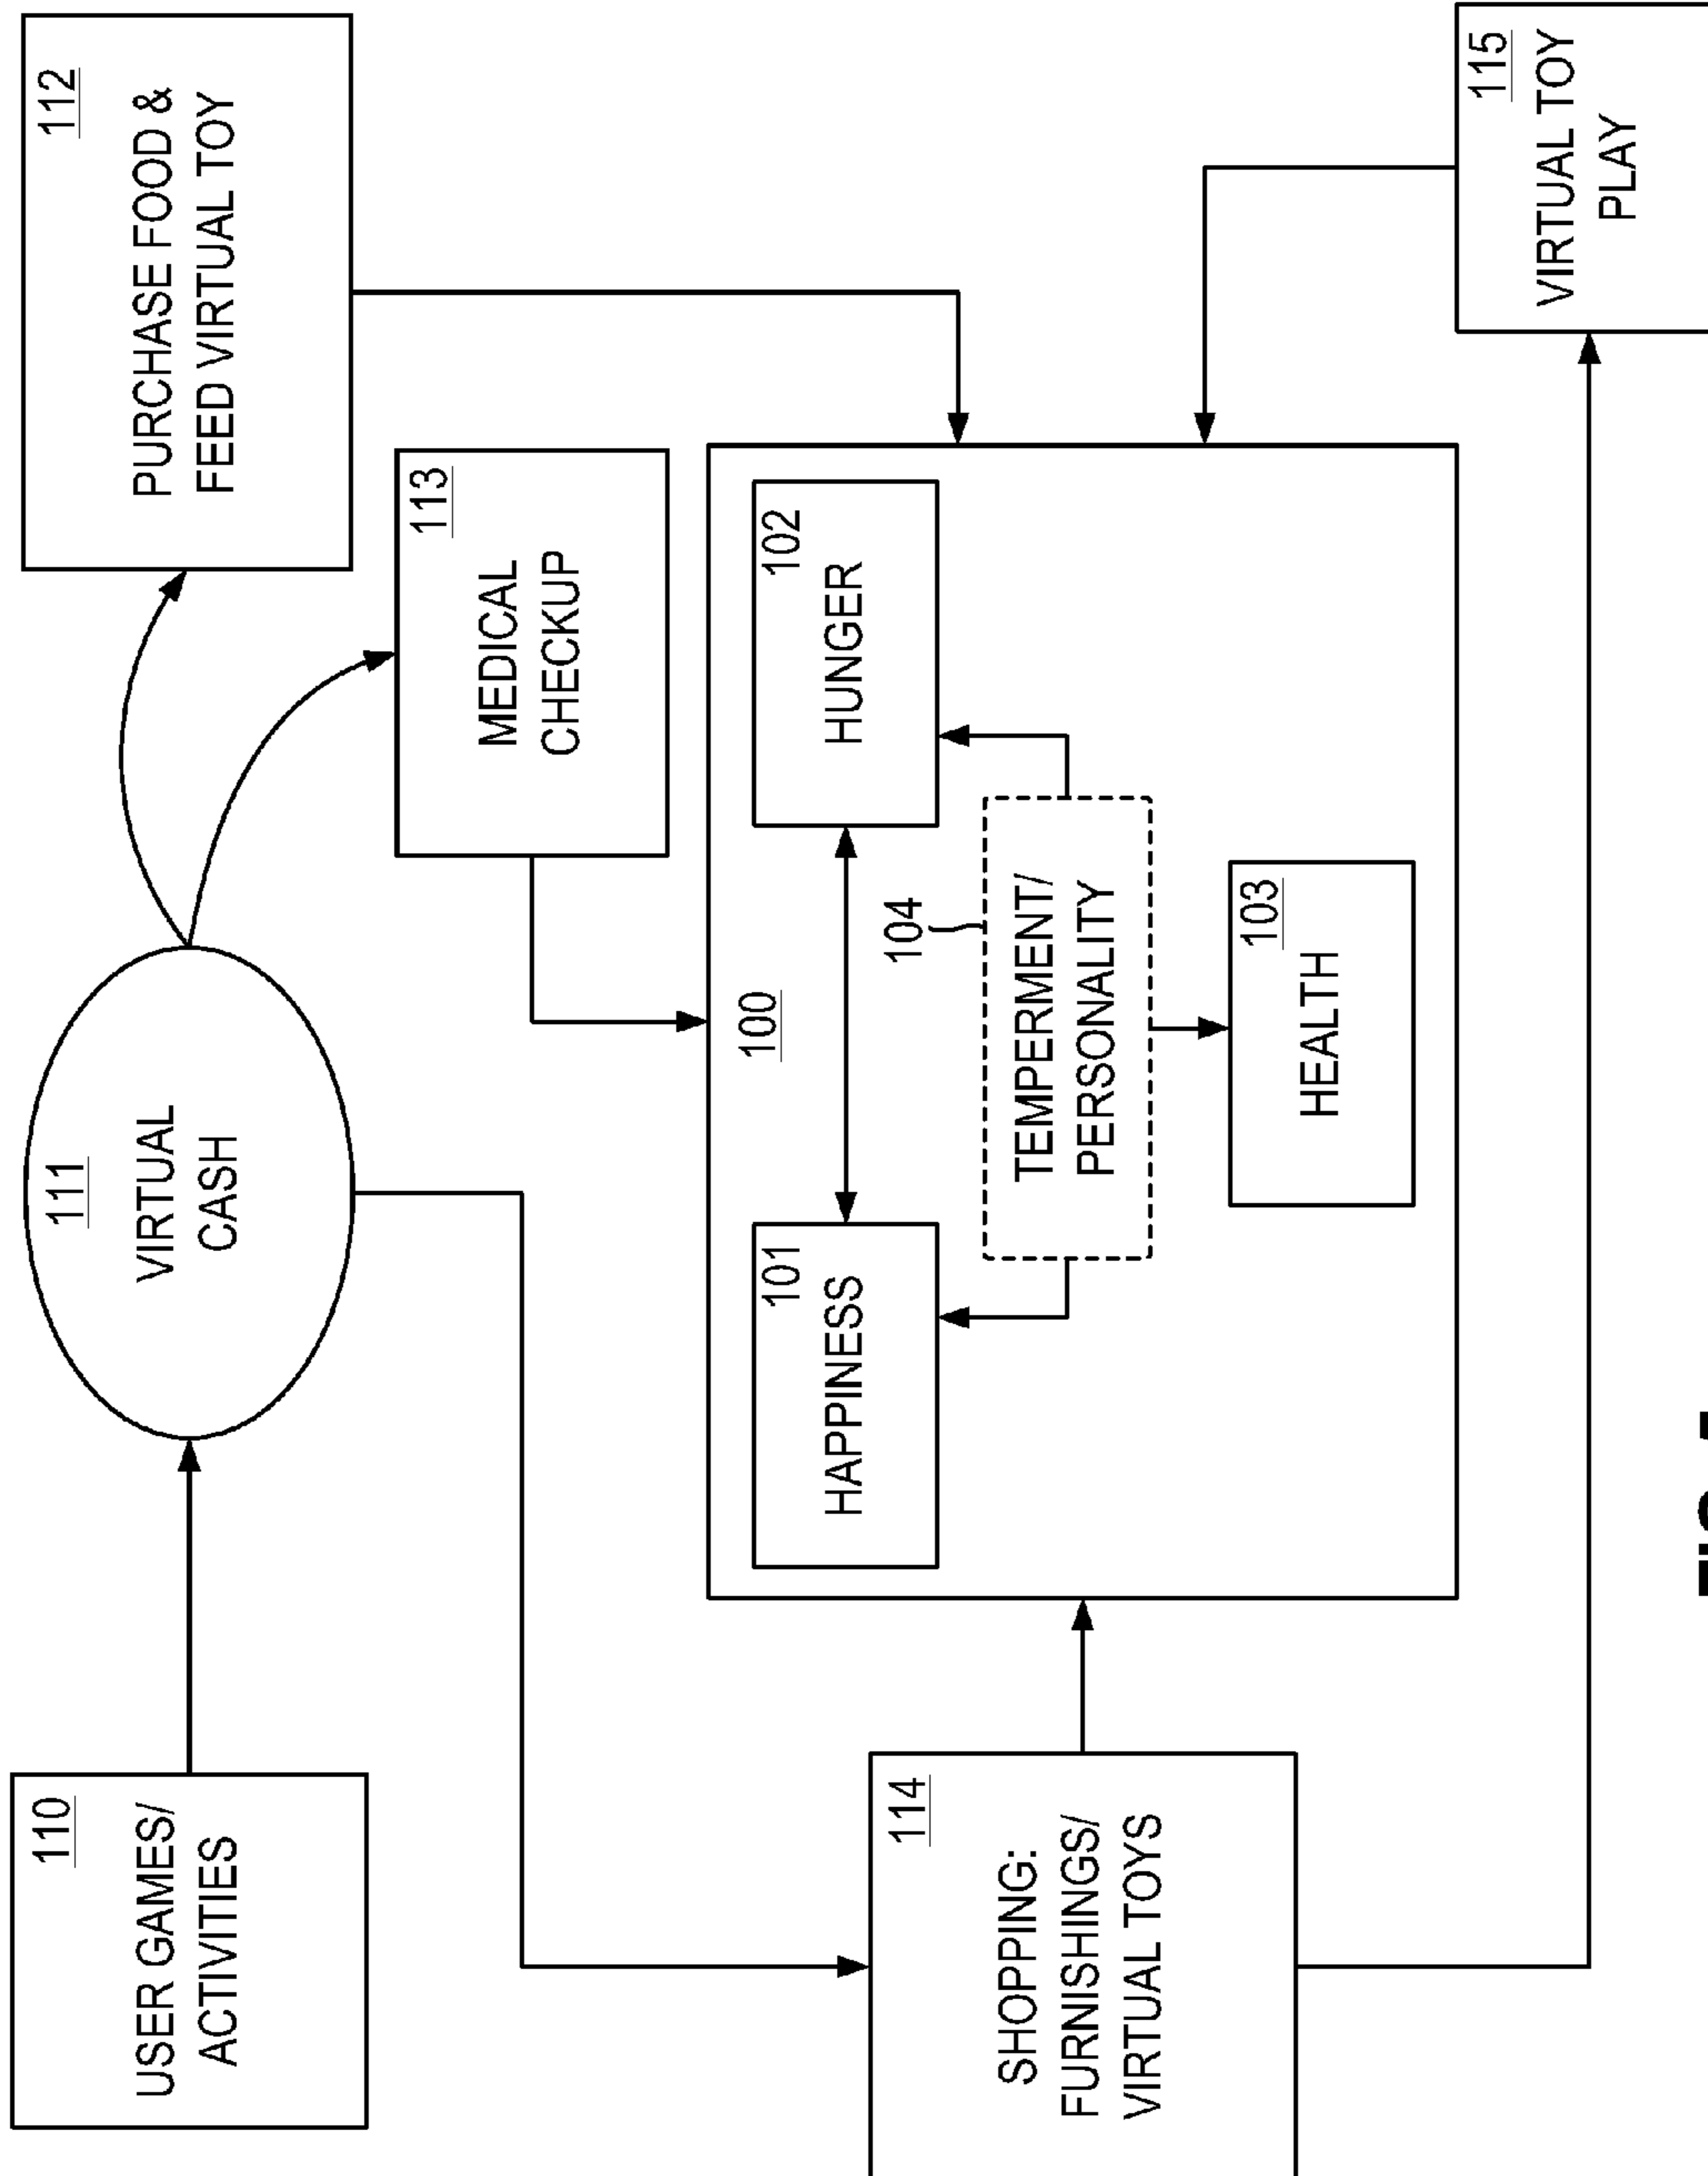 110
USER GAMES/
ACTIVITIES
111
VIRTUAL
CASH
112
PURCHASE FOOD &
FEED VIRTUAL TOY
113
MEDICAL
CHECKUP
100
101
HAPPINESS
102
HUNGER
104
TEMPERMENT/
PERSONALITY
103
HEALTH
114
SHOPPING:
FURNISHINGS/
VIRTUAL TOYS
115
VIRTUAL TOY
PLAY